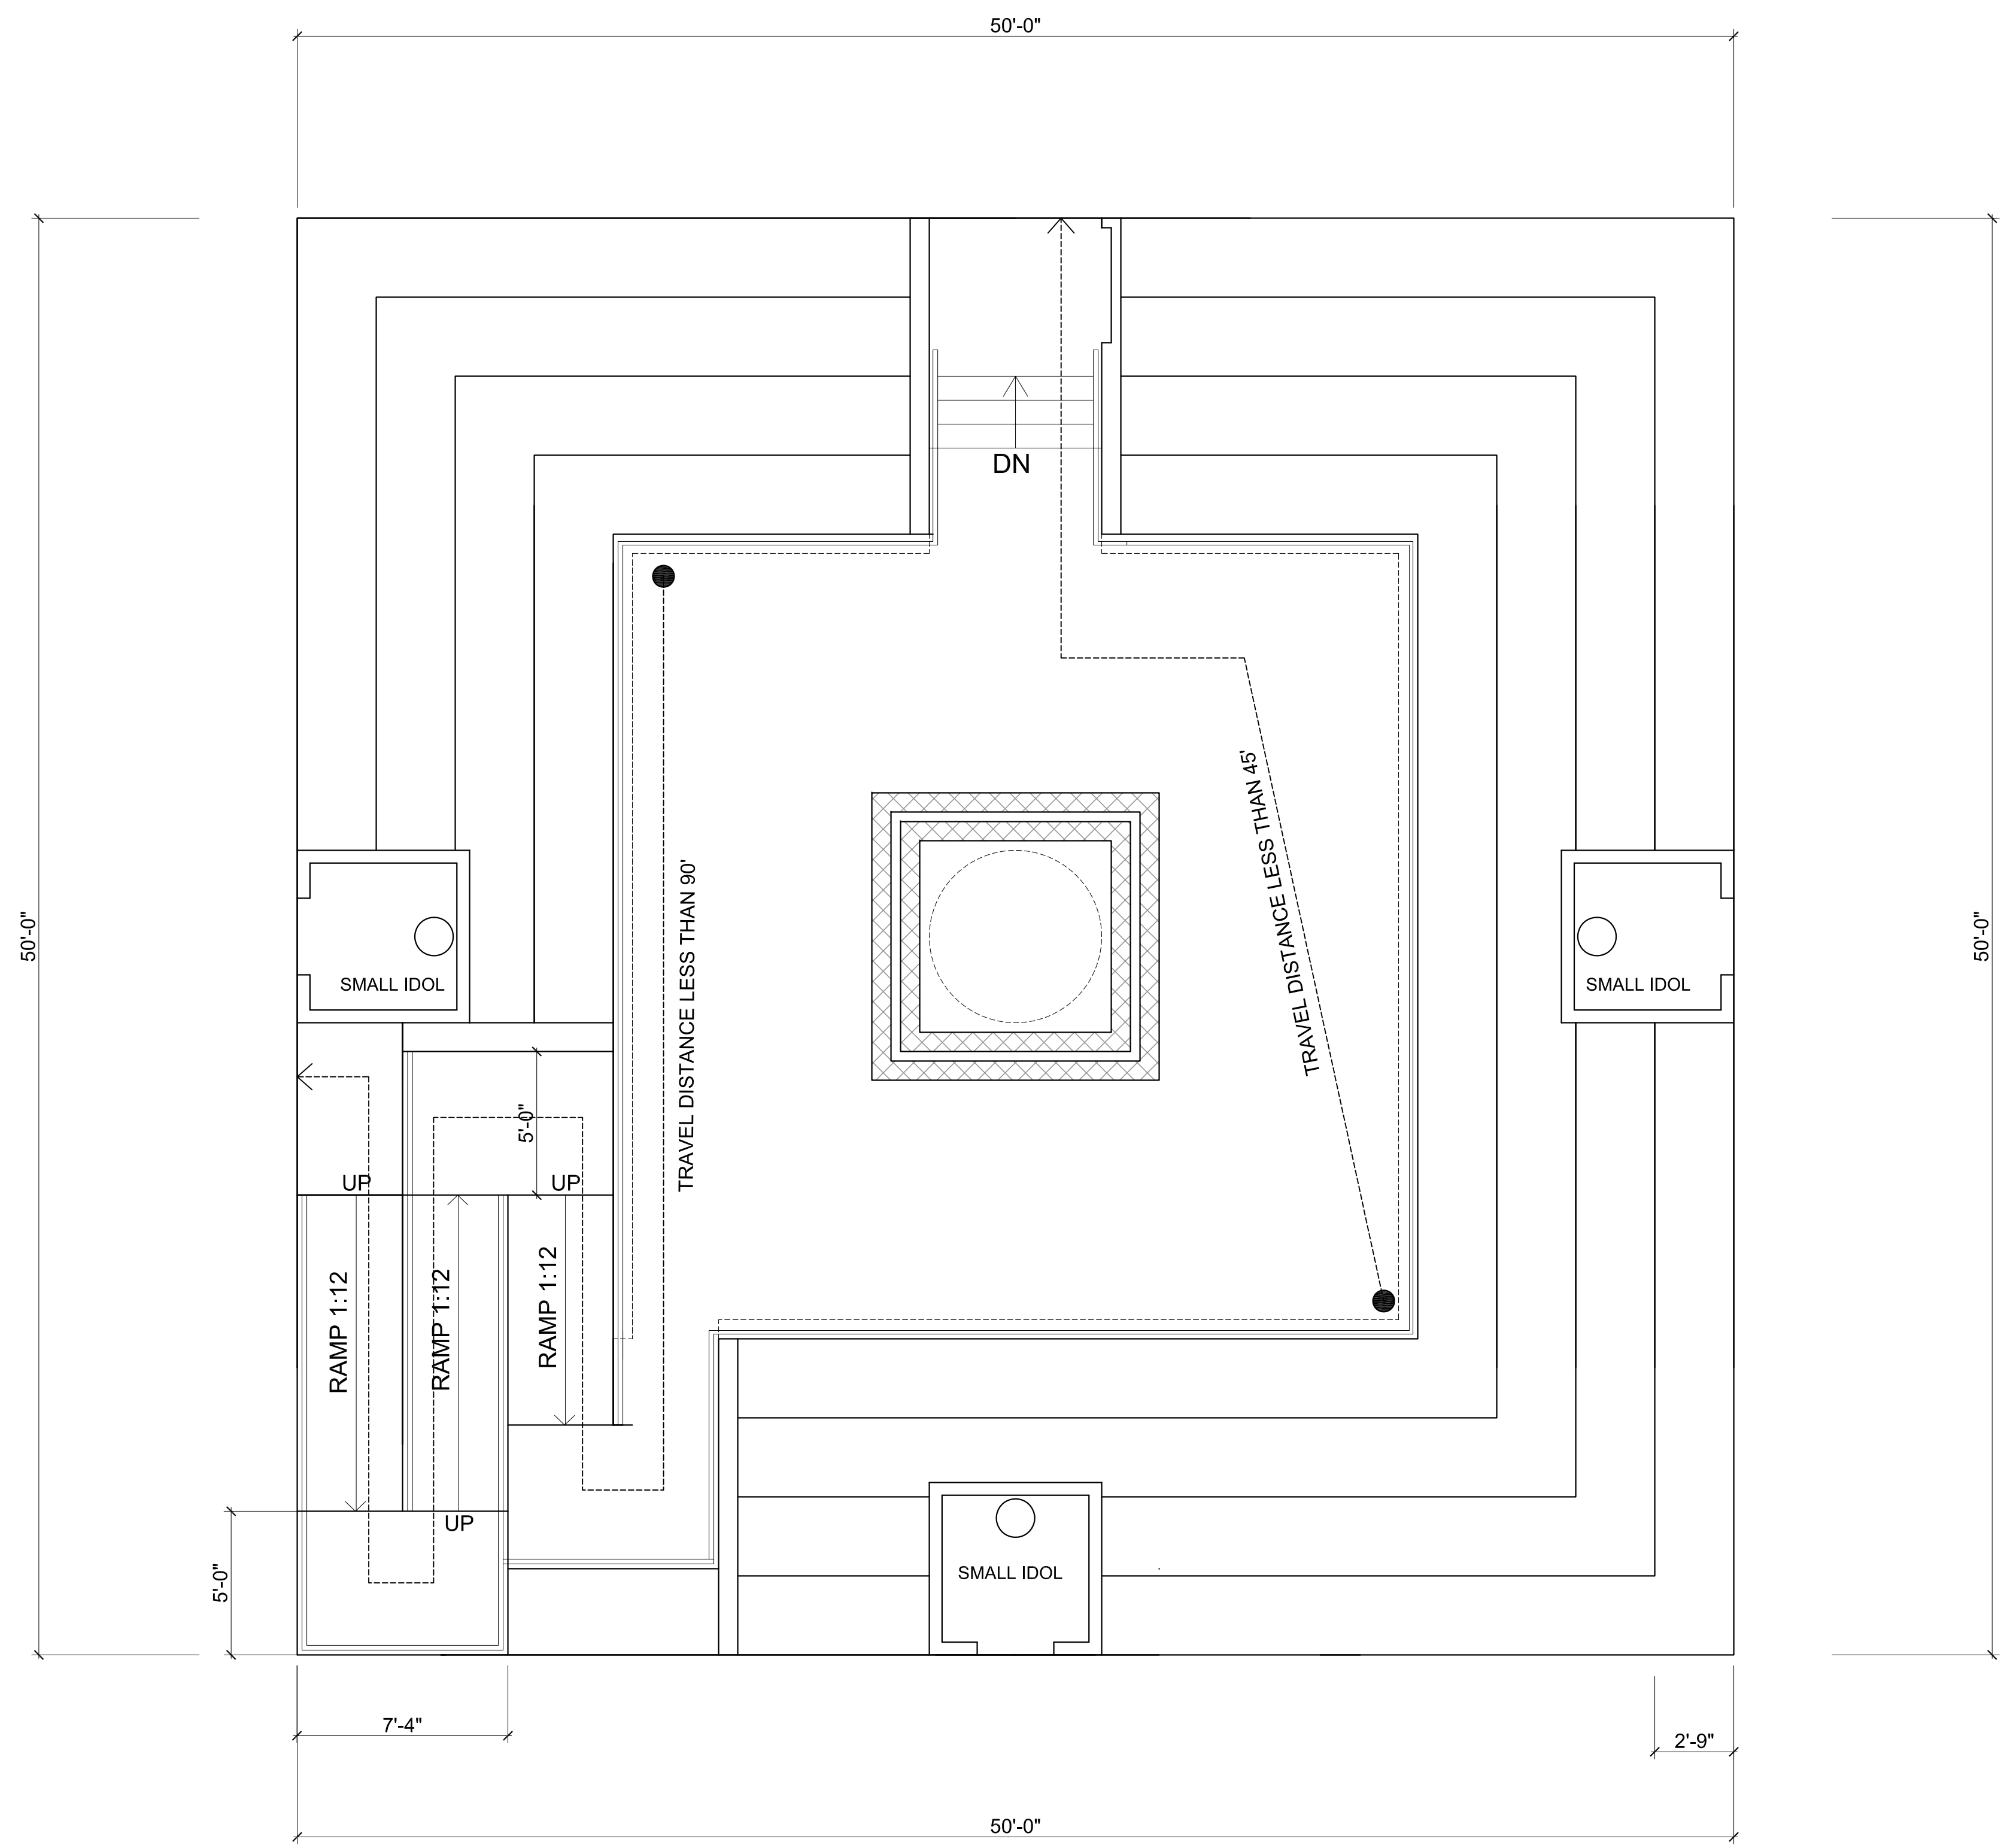 50'-0"
DN
TRAVEL DISTANCE LESS THAN 45'
TRAVEL DISTANCE LESS THAN 90'
50'-0"
50'-0"
SMALL IDOL
SMALL IDOL
5'-0"
UP
UP
RAMP 1:12
RAMP 1:12
RAMP 1:12
UP
SMALL IDOL
5'-0"
7'-4"
2'-9"
50'-0"